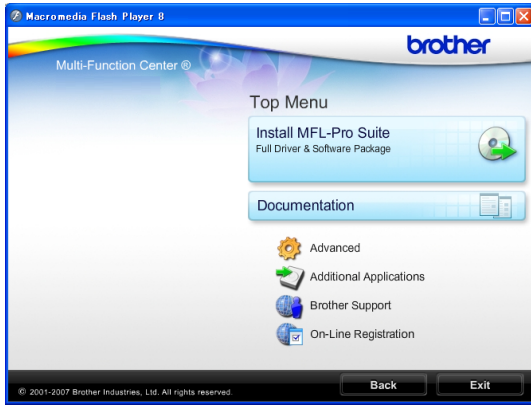 Macromedia Flash Player 8
brother
Multi-Function Center ®
Top Menu
Install MFL-Pro Suite
Full Driver & Software Package
Documentation
Advanced
Additional Applications
Brother Support
On-Line Registration
© 2001-2007 Brother Industries, Ltd. All rights reserved.
Back
Exit